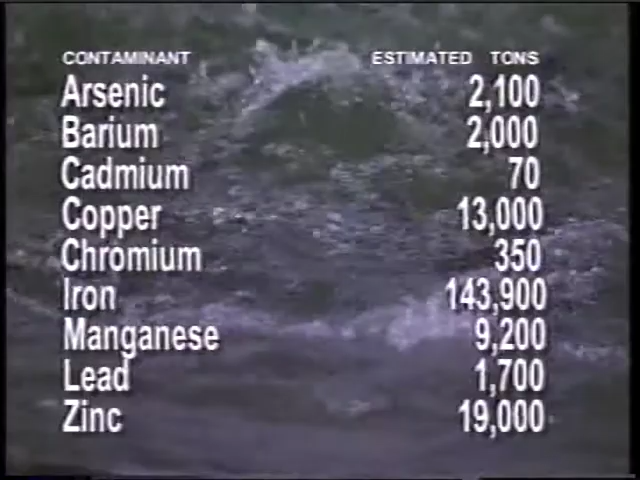 CONTAMINANT ESTIMATED TONS
Arsenic 2,100
Barium 2,000
Cadmium 70
Copper 13,000
Chromium 350
Iron 143,900
Manganese 9,200
Lead 1,700
Zinc 19,000